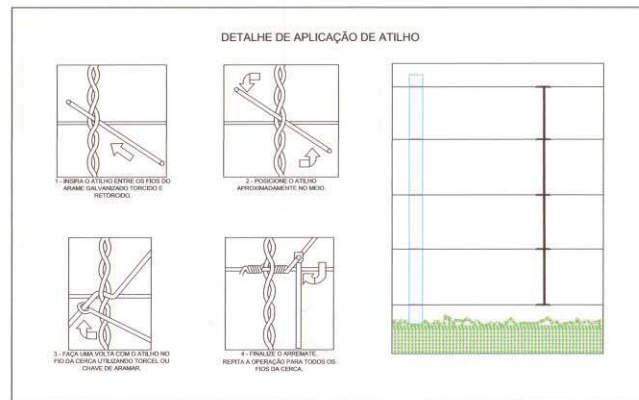 DETALHE DE APLICAÇÃO DE ATILHO
1 - INSIRA O ATILHO ENTRE OS FIOS DO
ARAME GALVANIZADO TORCIDO E
RETORCIDO.
2 - POSICIONE O ATILHO
APROXIMADAMENTE NO MEIO.
3 - FAÇA UMA VOLTA COM O ATILHO NO
FIO DA CERCA UTILIZANDO TORCEL OU
CHAVE DE ARAMAR.
4 - FINALIZE O ARREMATE.
REPITA A OPERAÇÃO PARA TODOS OS
FIOS DA CERCA.